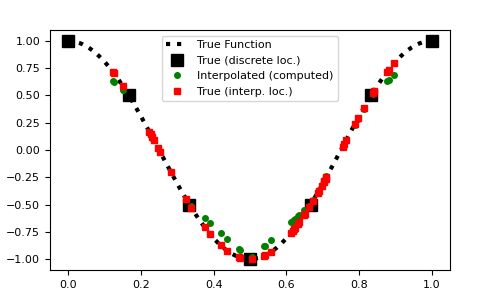 1.00
0.75
0.50
0.25
0.00
−0.25
−0.50
−0.75
−1.00
0.0 0.2 0.4 0.6 0.8 1.0
True Function
True (discrete loc.)
Interpolated (computed)
True (interp. loc.)